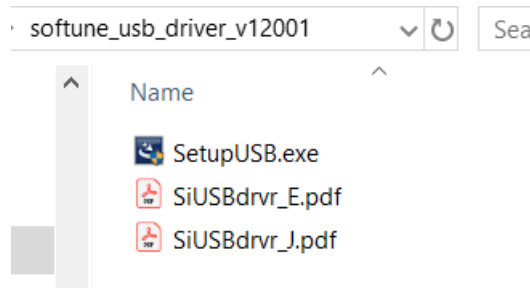 softune_usb_driver_v12001
Sea
Name
SetupUSB.exe
SiUSBdrvr_E.pdf
SiUSBdrvr_J.pdf